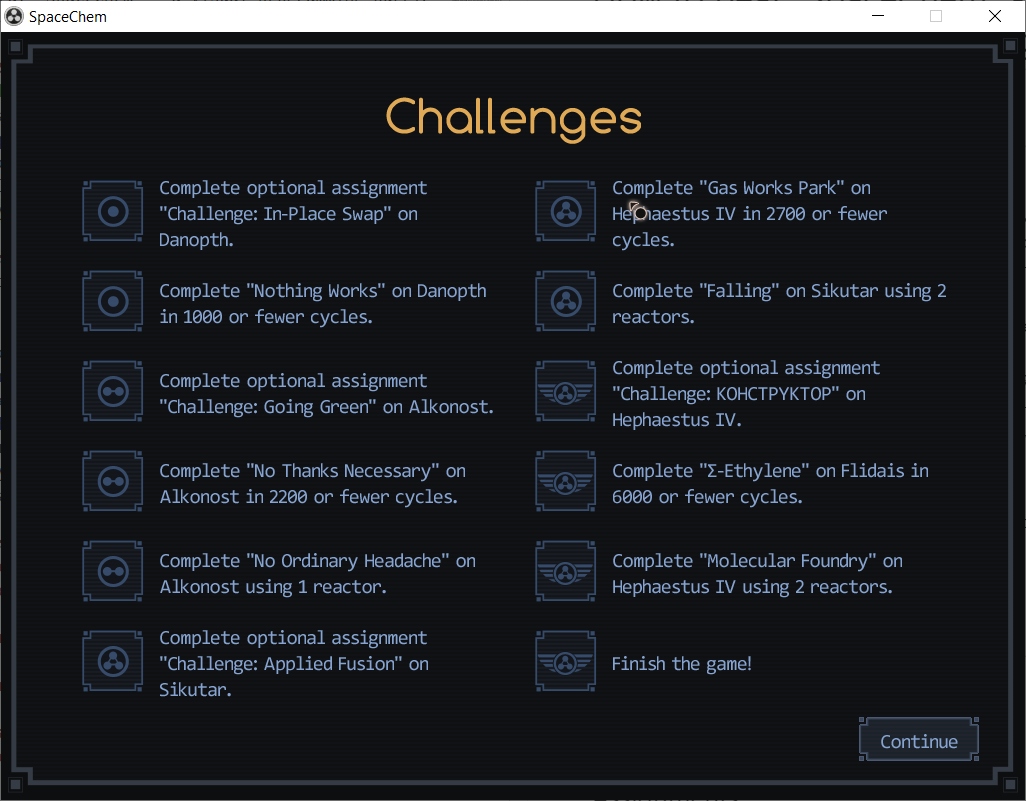 SpaceChem
Challenges
Complete optional assignment
"Challenge: In-Place Swap" on
Danopth.
Complete "Nothing Works" on Danopth
in 1000 or fewer cycles.
Complete optional assignment
"Challenge: Going Green" on Alkonost.
Complete "No Thanks Necessary" on
Alkonost in 2200 or fewer cycles.
Complete "No Ordinary Headache" on
Alkonost using 1 reactor.
Complete optional assignment
"Challenge: Applied Fusion" on
Sikutar.
Complete "Gas Works Park" on
Hephaestus IV in 2700 or fewer
cycles.
Complete "Falling" on Sikutar using 2
reactors.
Complete optional assignment
"Challenge: КОНСТРУКТОР" on
Hephaestus IV.
Complete "Σ-Ethylene" on Flidais in
6000 or fewer cycles.
Complete "Molecular Foundry" on
Hephaestus IV using 2 reactors.
Finish the game!
Continue